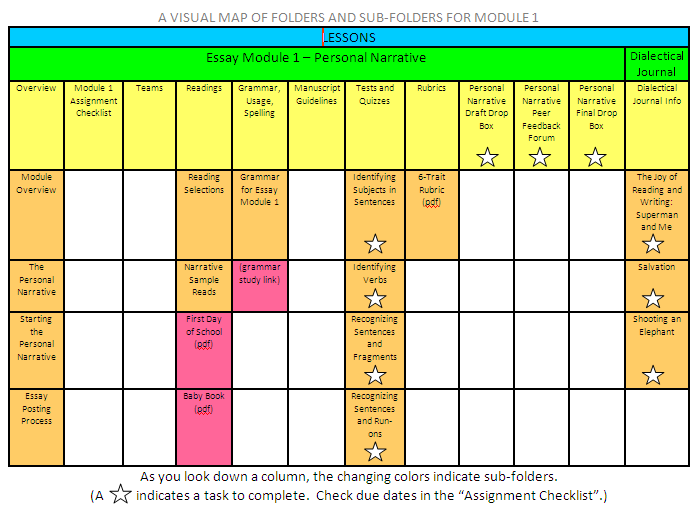 A VISUAL MAP OF FOLDERS AND SUB-FOLDERS FOR MODULE 1
LESSONS
Essay Module 1 – Personal Narrative
Dialectical
Journal
Overview
Module 1
Assignment
Checklist
Teams
Readings
Grammar,
Usage,
Spelling
Manuscript
Guidelines
Tests and
Quizzes
Rubrics
Personal
Narrative
Draft Drop
Box
Personal
Narrative
Peer
Feedback
Forum
Personal
Narrative
Final Drop
Box
Dialectical
Journal Info
Module
Overview
Reading
Selections
Grammar
for Essay
Module 1
Identifying
Subjects in
Sentences
6-Trait
Rubric
(pdf)
The Joy of
Reading and
Writing:
Superman
and Me
The
Personal
Narrative
Narrative
Sample
Reads
(grammar
study link)
Identifying
Verbs
Salvation
Starting
the
Personal
Narrative
First Day
of School
(pdf)
Recognizing
Sentences
and
Fragments
Shooting an
Elephant
Essay
Posting
Process
Baby Book
(pdf)
Recognizing
Sentences
and Run-
ons
As you look down a column, the changing colors indicate sub-folders.
(A ☆ indicates a task to complete.  Check due dates in the “Assignment Checklist”.)